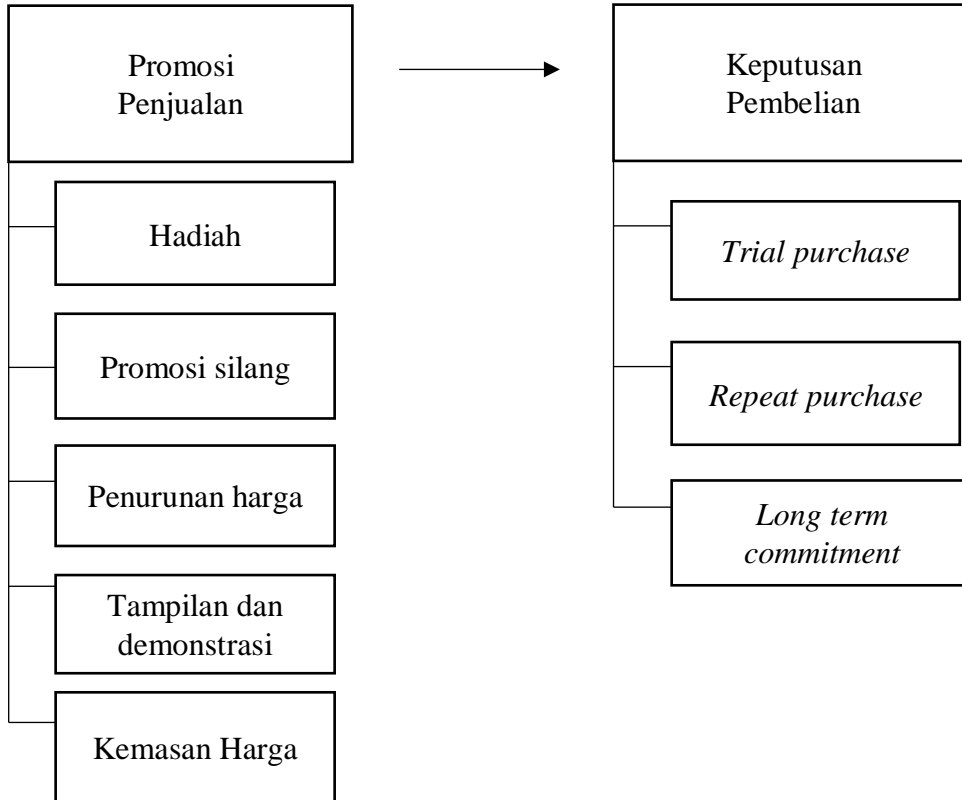 Promosi
Penjualan
Keputusan
Pembelian
Hadiah
Promosi silang
Penurunan harga
Tampilan dan
demonstrasi
Kemasan Harga
Trial purchase
Repeat purchase
Long term
commitment